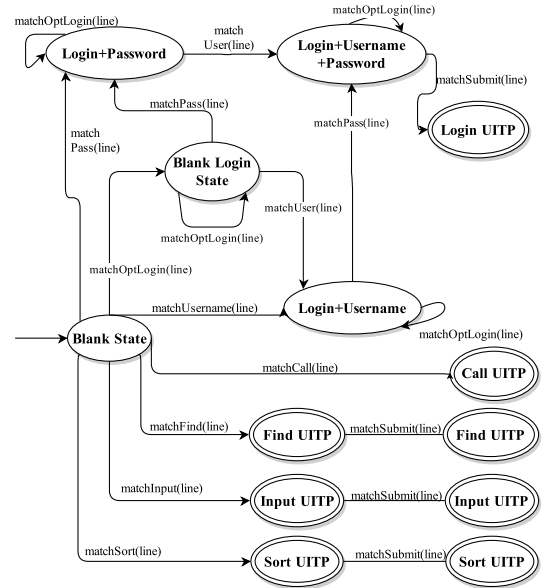 matchOptLogin(line)
Login+Password
match
User(line)
matchOptLogin(line)
Login+Username
+Password
matchSubmit(line)
Login UITP
matchPass(line)
matchPass(line)
match
Pass(line)
Blank Login
State
matchUser(line)
matchOptLogin(line)
matchOptLogin(line)
matchUsername(line)
Login+Username
matchOptLogin(line)
Blank State
matchCall(line)
Call UITP
matchFind(line)
Find UITP
matchSubmit(line)
Find UITP
matchInput(line)
Input UITP
matchSubmit(line)
Input UITP
matchSort(line)
Sort UITP
matchSubmit(line)
Sort UITP